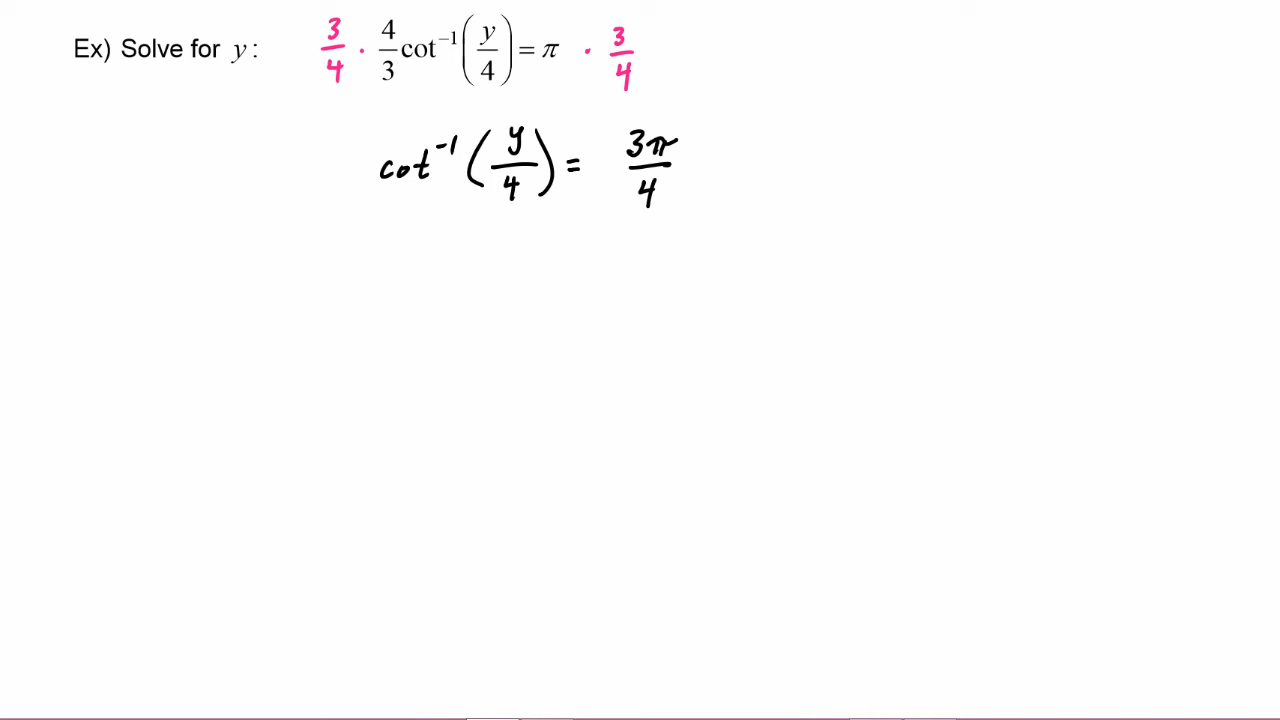 Ex) Solve for y: 3/4 · 4/3 cot⁻¹(y/4) = π · 3/4
cot⁻¹(y/4) = 3π/4